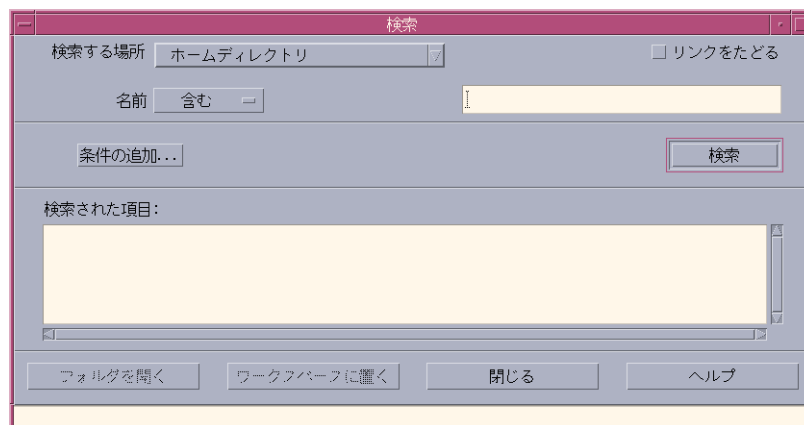 検索
検索する場所 ホームディレクトリ リンクをたどる
名前 含む
条件の追加... 検索
検索された項目:
フォルダを開く ワークスペースに置く 閉じる ヘルプ